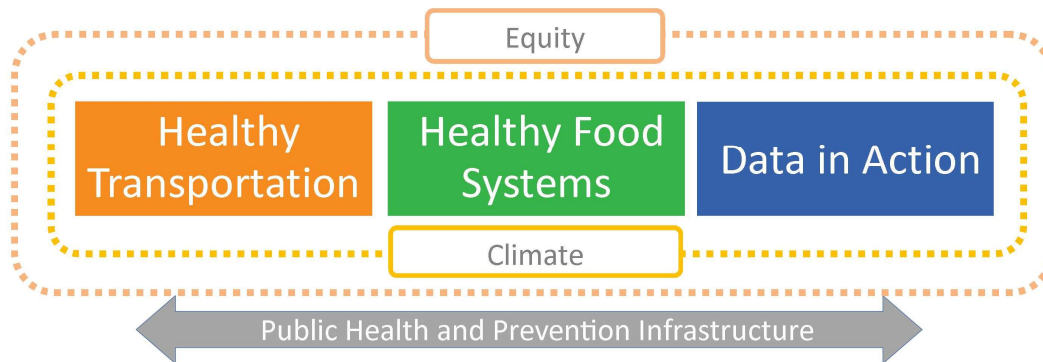 Equity
Healthy
Transportation
Healthy Food
Systems
Data in Action
Climate
Public Health and Prevention Infrastructure